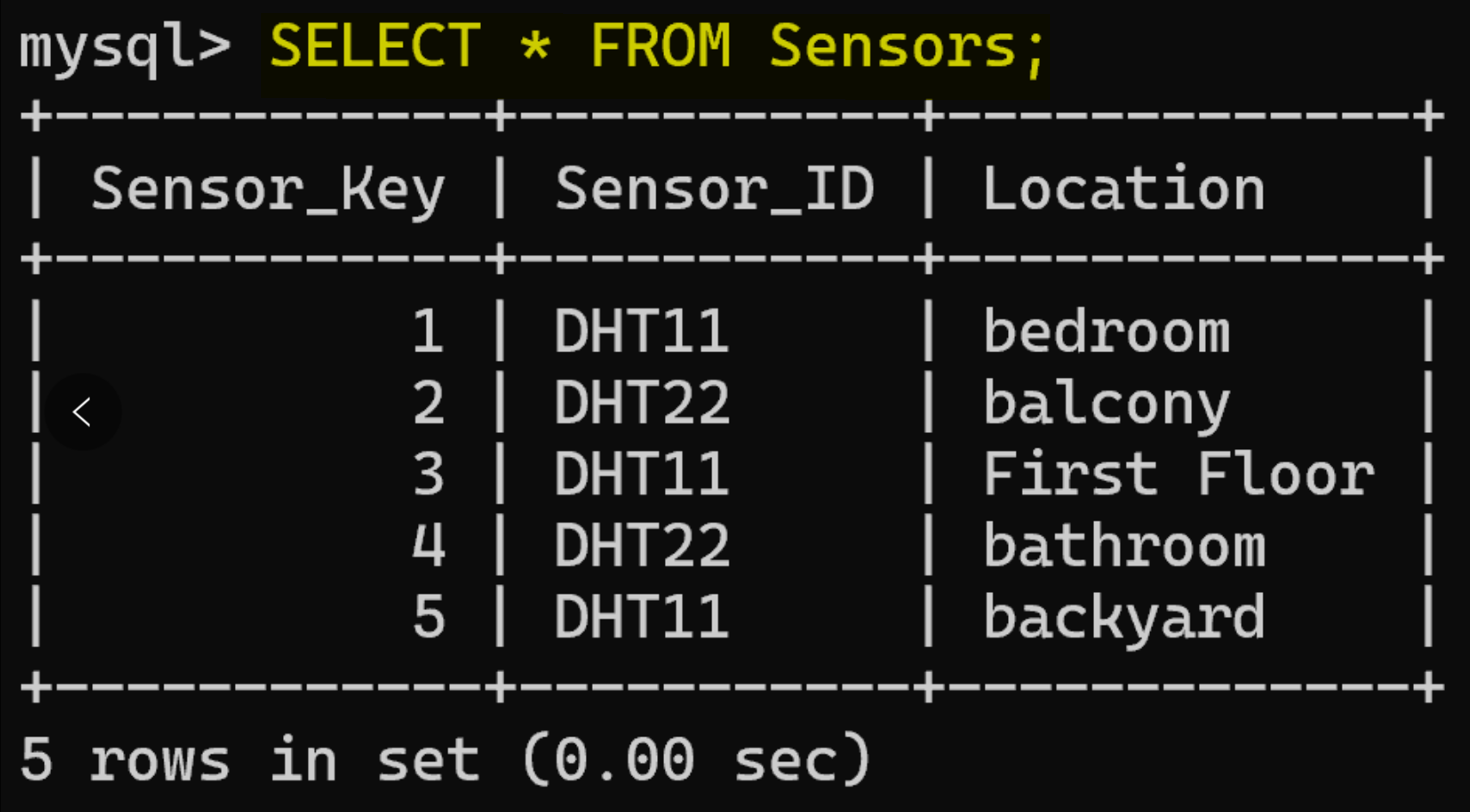 mysql> SELECT * FROM Sensors;
+------------+-----------+-------------+
| Sensor_Key | Sensor_ID | Location    |
+------------+-----------+-------------+
|          1 | DHT11     | bedroom     |
|          2 | DHT22     | balcony     |
|          3 | DHT11     | First Floor |
|          4 | DHT22     | bathroom    |
|          5 | DHT11     | backyard    |
+------------+-----------+-------------+
5 rows in set (0.00 sec)